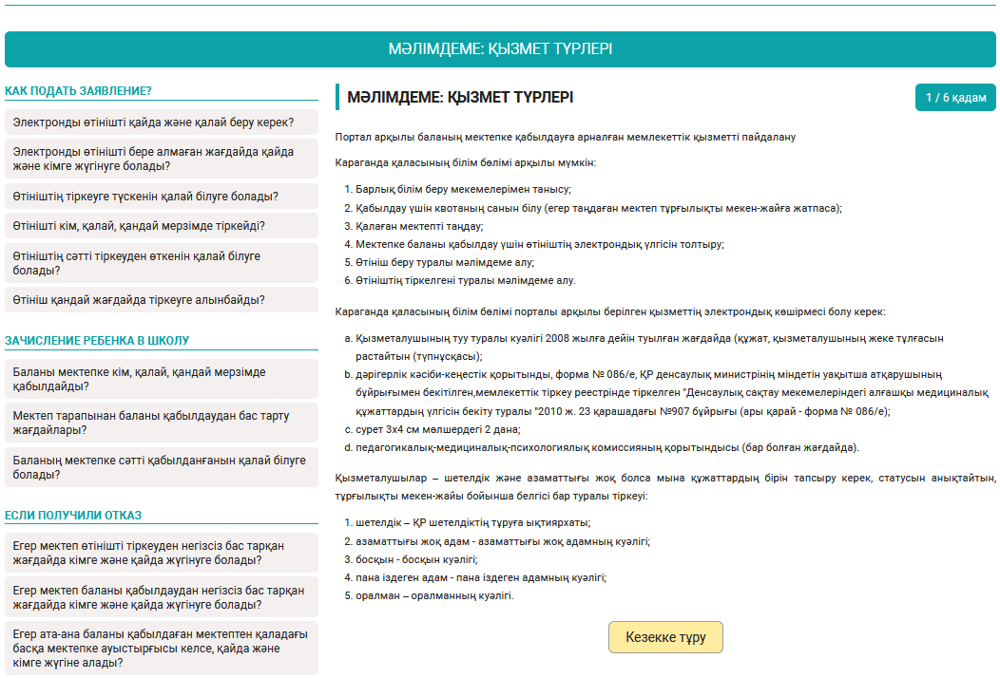 МӘЛІМДЕМЕ: ҚЫЗМЕТ ТҮРЛЕРІ
КАК ПОДАТЬ ЗАЯВЛЕНИЕ?
Электронды өтінішті қайда және қалай беру керек?
Электронды өтінішті бере алмаған жағдайда қайда
және кімге жүгінуге болады?
Өтініштің тіркеуге түскенін қалай білуге болады?
Өтінішті кім, қалай, қандай мерзімде тіркейді?
Өтініштің сәтті тіркеуден өткенін қалай білуге
болады?
Өтініш қандай жағдайда тіркеуге алынбайды?
ЗАЧИСЛЕНИЕ РЕБЕНКА В ШКОЛУ
Баланы мектепке кім, қалай, қандай мерзімде
қабылдайды?
Мектеп тарапынан баланы қабылдаудан бас тарту
жағдайлары?
Баланың мектепке сәтті қабылданғанын қалай білуге
болады?
ЕСЛИ ПОЛУЧИЛИ ОТКАЗ
Егер мектеп өтінішті тіркеуден негізсіз бас тарқан
жағдайда кімге және қайда жүгінуге болады?
Егер мектеп баланы қабылдаудан негізсіз бас тарқан
жағдайда кімге және қайда жүгінуге болады?
Егер ата-ана баланы қабылдаған мектептен қаладағы
басқа мектепке ауыстырғысы келсе, қайда және
кімге жүгіне алады?
МӘЛІМДЕМЕ: ҚЫЗМЕТ ТҮРЛЕРІ
1 / 6 қадам
Портал арқылы баланың мектепке қабылдауға арналған мемлекеттік қызметті пайдалану
Караганда қаласының білім бөлімі арқылы мүмкін:
1. Барлық білім беру мекемелерімен танысу;
2. Қабылдау үшін квотаның санын білу (егер таңдаған мектеп тұрғылықты мекен-жайға жатпаса);
3. Қалаған мектепті таңдау;
4. Мектепке баланы қабылдау үшін өтініштің электрондық үлгісін толтыру;
5. Өтініш беру туралы мәлімдеме алу;
6. Өтініштің тіркелгені туралы мәлімдеме алу.
Караганда қаласының білім бөлімі порталы арқылы берілген қызметтің электрондық көшірмесі болу керек:
a. Қызметалушының туу туралы куәлігі 2008 жылға дейін туылған жағдайда (құжат, қызметалушының жеке тұлғасын
растайтын (түпнұсқасы);
b. дәрігерлік кәсіби-кеңестік қорытынды, форма № 086/е, ҚР денсаулық министрінің міндетін уақытша атқарушының
бұйрығымен бекітілген,мемлекеттік тіркеу реестрінде тіркелген "Денсаулық сақтау мекемелеріндегі алғашқы медициналық
құжаттардың үлгісін бекіту туралы "2010 ж. 23 қарашадағы №907 бұйрығы (ары қарай - форма № 086/е);
c. сурет 3х4 см мөлшердегі 2 дана;
d. педагогикалық-медициналық-психологиялық комиссияның қорытындысы (бар болған жағдайда).
Қызметалушылар – шетелдік және азаматтығы жоқ болса мына құжаттардың бірін тапсыру керек, статусын анықтайтын,
тұрғылықты мекен-жайы бойынша белгісі бар туралы тіркеуі:
1. шетелдік – ҚР шетелдіктің тұруға ықтиярхаты;
2. азаматтығы жоқ адам - азаматтығы жоқ адамның куәлігі;
3. босқын - босқын куәлігі;
4. пана іздеген адам - пана іздеген адамның куәлігі;
5. оралман – оралманның куәлігі.
Кезекке тұру